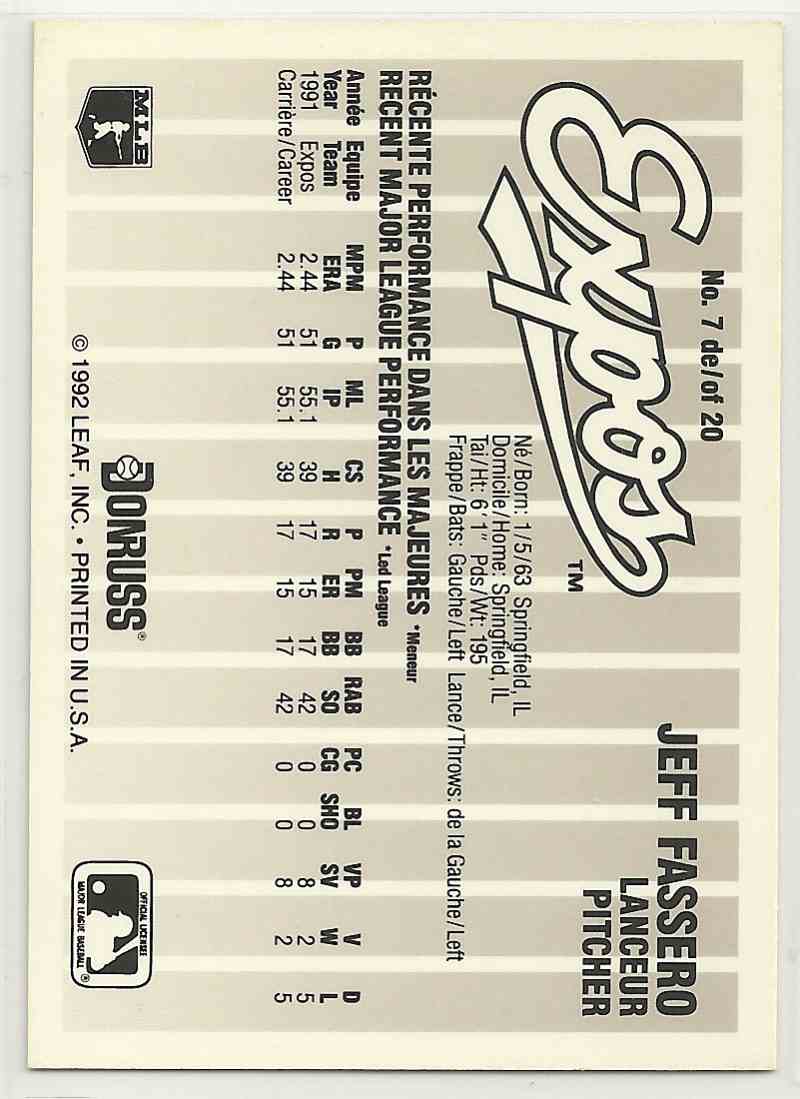 No. 7 de/of 20
Expos™
JEFF FASSERO
LANCEUR
PITCHER
Né/Born: 1/5/63 Springfield, IL
Domicile/Home: Springfield, IL
Tai/Ht: 6´1˝ Pds/Wt: 195
Frappe/Bats: Gauche/Left Lance/Throws: de la Gauche/Left
RÉCENTE PERFORMANCE DANS LES MAJEURES *Meneur
RECENT MAJOR LEAGUE PERFORMANCE *Led League
Année Equipe MPM P ML CS P PM BB RAB PC BL VP V D
Year Team ERA G IP H R ER BB SO CG SHO SV W L
1991 Expos 2.44 51 55.1 39 17 15 17 42 0 0 8 2 5
Carrière/Career 2.44 51 55.1 39 17 15 17 42 0 0 8 2 5
MLB
DONRUSS®
OFFICIAL LICENSEE
MAJOR LEAGUE BASEBALL®
© 1992 LEAF, INC. • PRINTED IN U.S.A.